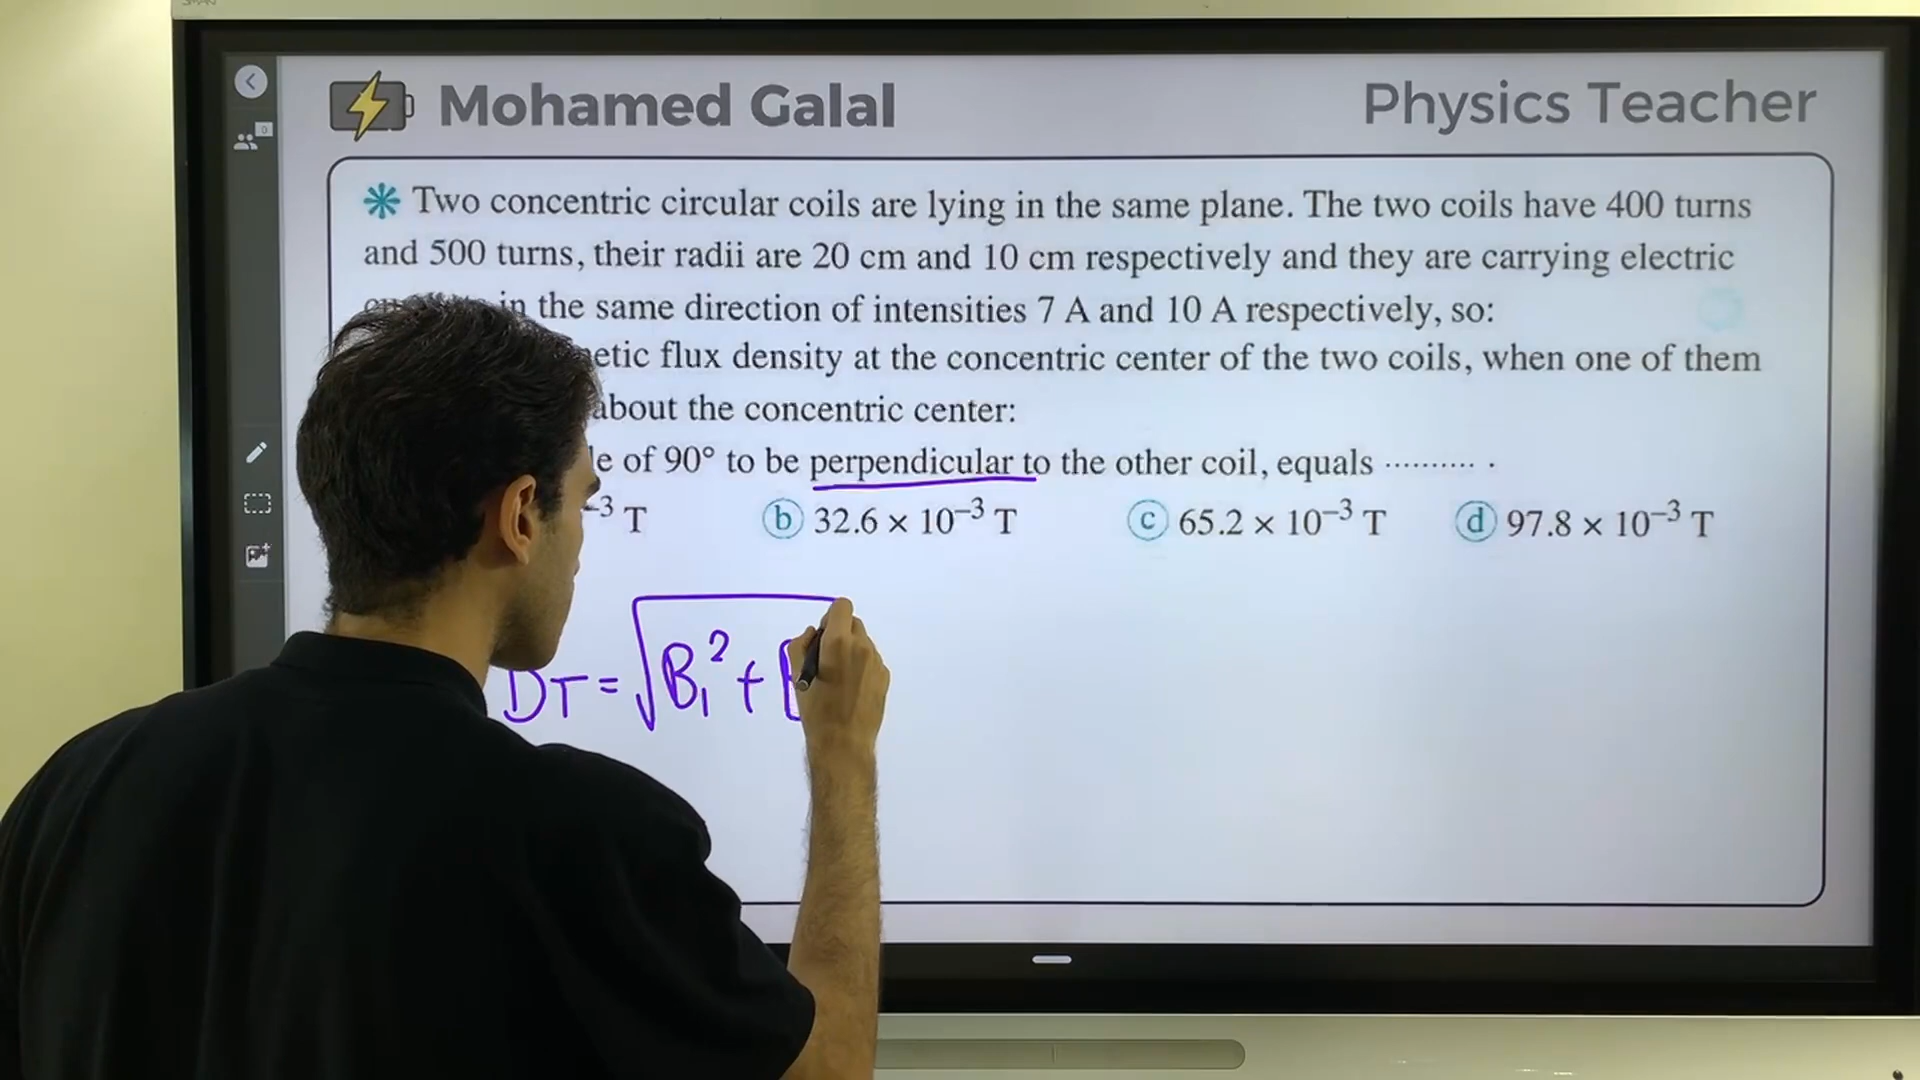 Mohamed Galal
Physics Teacher
Two concentric circular coils are lying in the same plane. The two coils have 400 turns
and 500 turns, their radii are 20 cm and 10 cm respectively and they are carrying electric
in the same direction of intensities 7 A and 10 A respectively, so:
etic flux density at the concentric center of the two coils, when one of them
about the concentric center:
le of 90° to be perpendicular to the other coil, equals .......... .
−3 T ⓑ 32.6 × 10−3 T ⓒ 65.2 × 10−3 T ⓓ 97.8 × 10−3 T
BT = √B₁² +